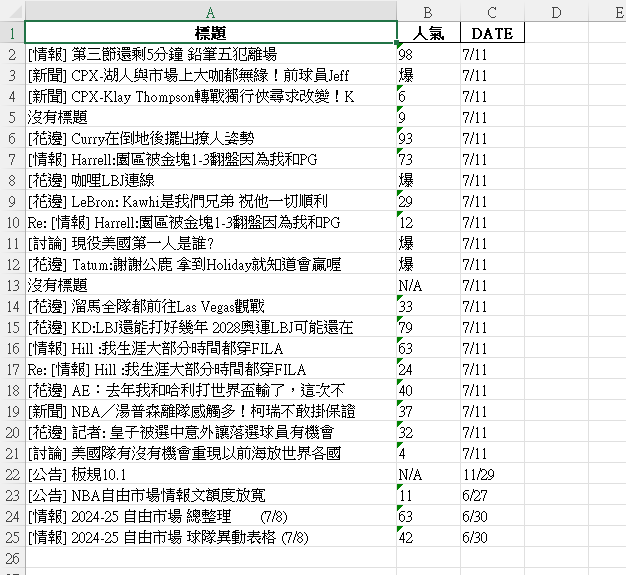 A B C D E
1 標題 人氣 DATE
2 [情報] 第三節還剩5分鐘 鉛筆五犯離場 98 7/11
3 [新聞] CPX-湖人與市場上大咖都無緣！前球員Jeff 爆 7/11
4 [新聞] CPX-Klay Thompson轉戰獨行俠尋求改變！K 6 7/11
5 沒有標題 9 7/11
6 [花邊] Curry在倒地後擺出撩人姿勢 93 7/11
7 [情報] Harrell:園區被金塊1-3翻盤因為我和PG 73 7/11
8 [花邊] 咖哩LBJ連線 爆 7/11
9 [花邊] LeBron: Kawhi是我們兄弟 祝他一切順利 29 7/11
10 Re: [情報] Harrell:園區被金塊1-3翻盤因為我和PG 12 7/11
11 [討論] 現役美國第一人是誰? 爆 7/11
12 [花邊] Tatum:謝謝公鹿 拿到Holiday就知道會贏喔 爆 7/11
13 沒有標題 N/A 7/11
14 [花邊] 溜馬全隊都前往Las Vegas觀戰 33 7/11
15 [花邊] KD:LBJ還能打好幾年 2028奧運LBJ可能還在 79 7/11
16 [情報] Hill :我生涯大部分時間都穿FILA 63 7/11
17 Re: [情報] Hill :我生涯大部分時間都穿FILA 24 7/11
18 [花邊] AE：去年我和哈利打世界盃輸了，這次不 40 7/11
19 [新聞] NBA／湯普森離隊感觸多！柯瑞不敢掛保證 37 7/11
20 [花邊] 記者: 皇子被選中意外讓落選球員有機會 32 7/11
21 [討論] 美國隊有沒有機會重現以前海放世界各國 4 7/11
22 [公告] 板規10.1 N/A 11/29
23 [公告] NBA自由市場情報文額度放寬 11 6/27
24 [情報] 2024-25 自由市場 總整理 (7/8) 63 6/30
25 [情報] 2024-25 自由市場 球隊異動表格 (7/8) 42 6/30
26